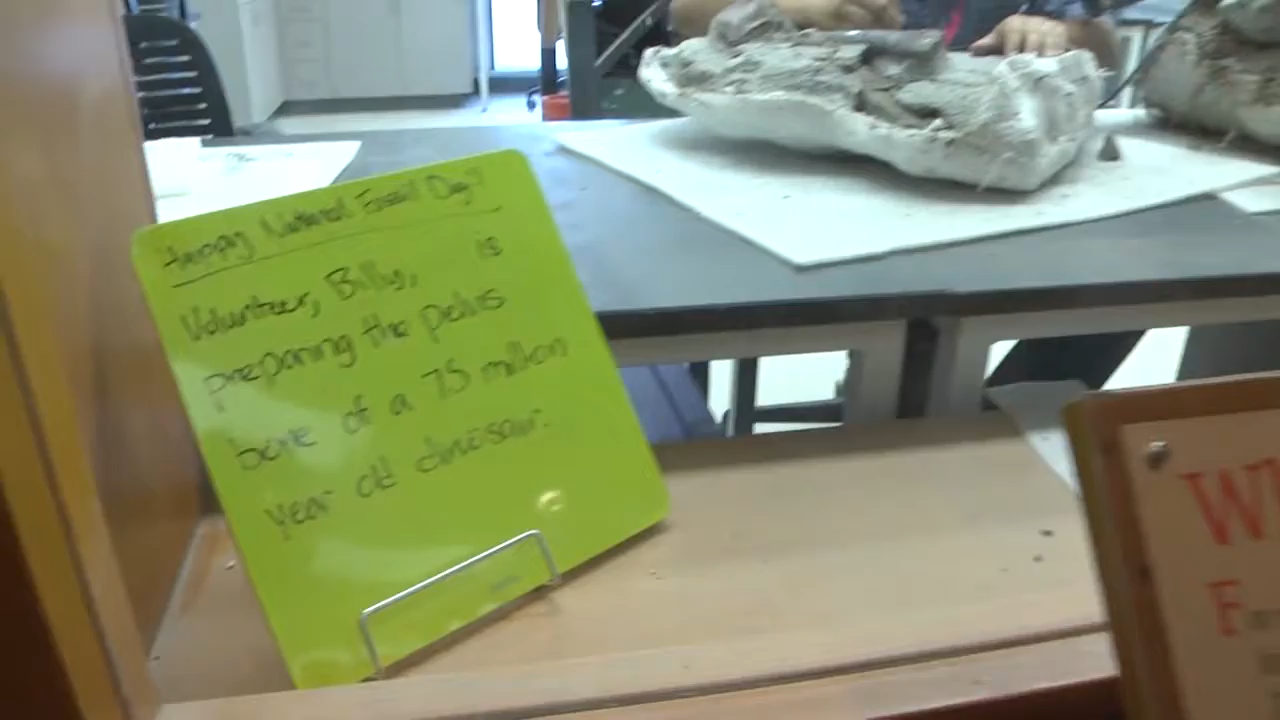 Happy National Fossil Day!
Volunteer, Billy, is
preparing the pelvis
bone of a 75 million
year old dinosaur.